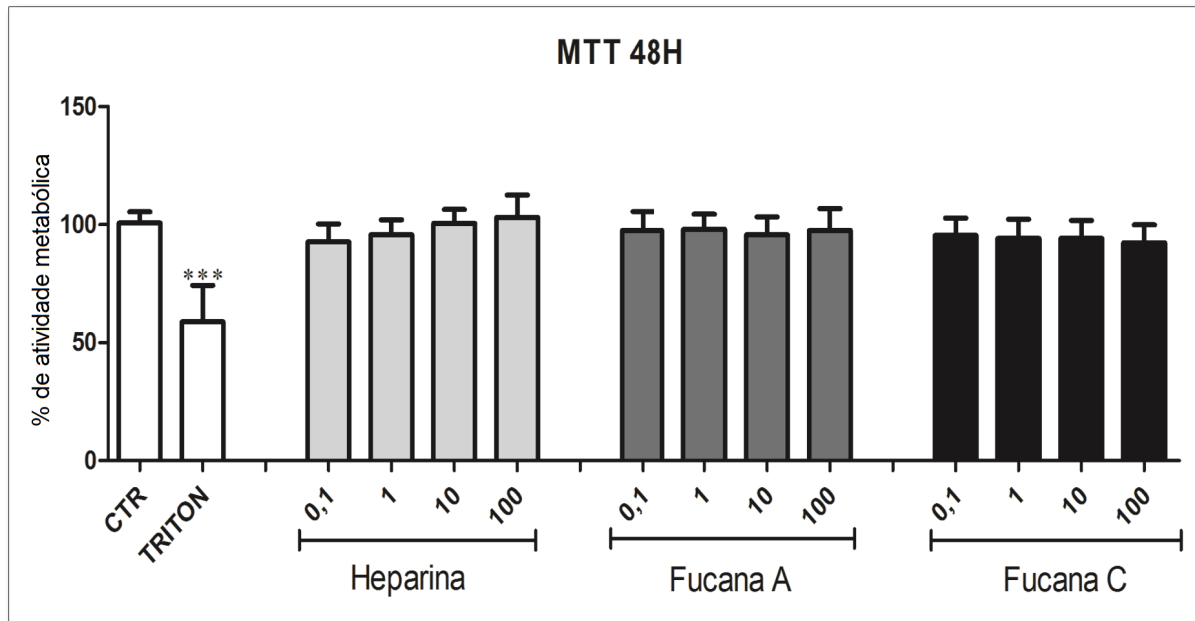 MTT 48H
% de atividade metabólica
150
100
50
0
***
CTR
TRITON
0,1
1
10
100
0,1
1
10
100
0,1
1
10
100
Heparina
Fucana A
Fucana C